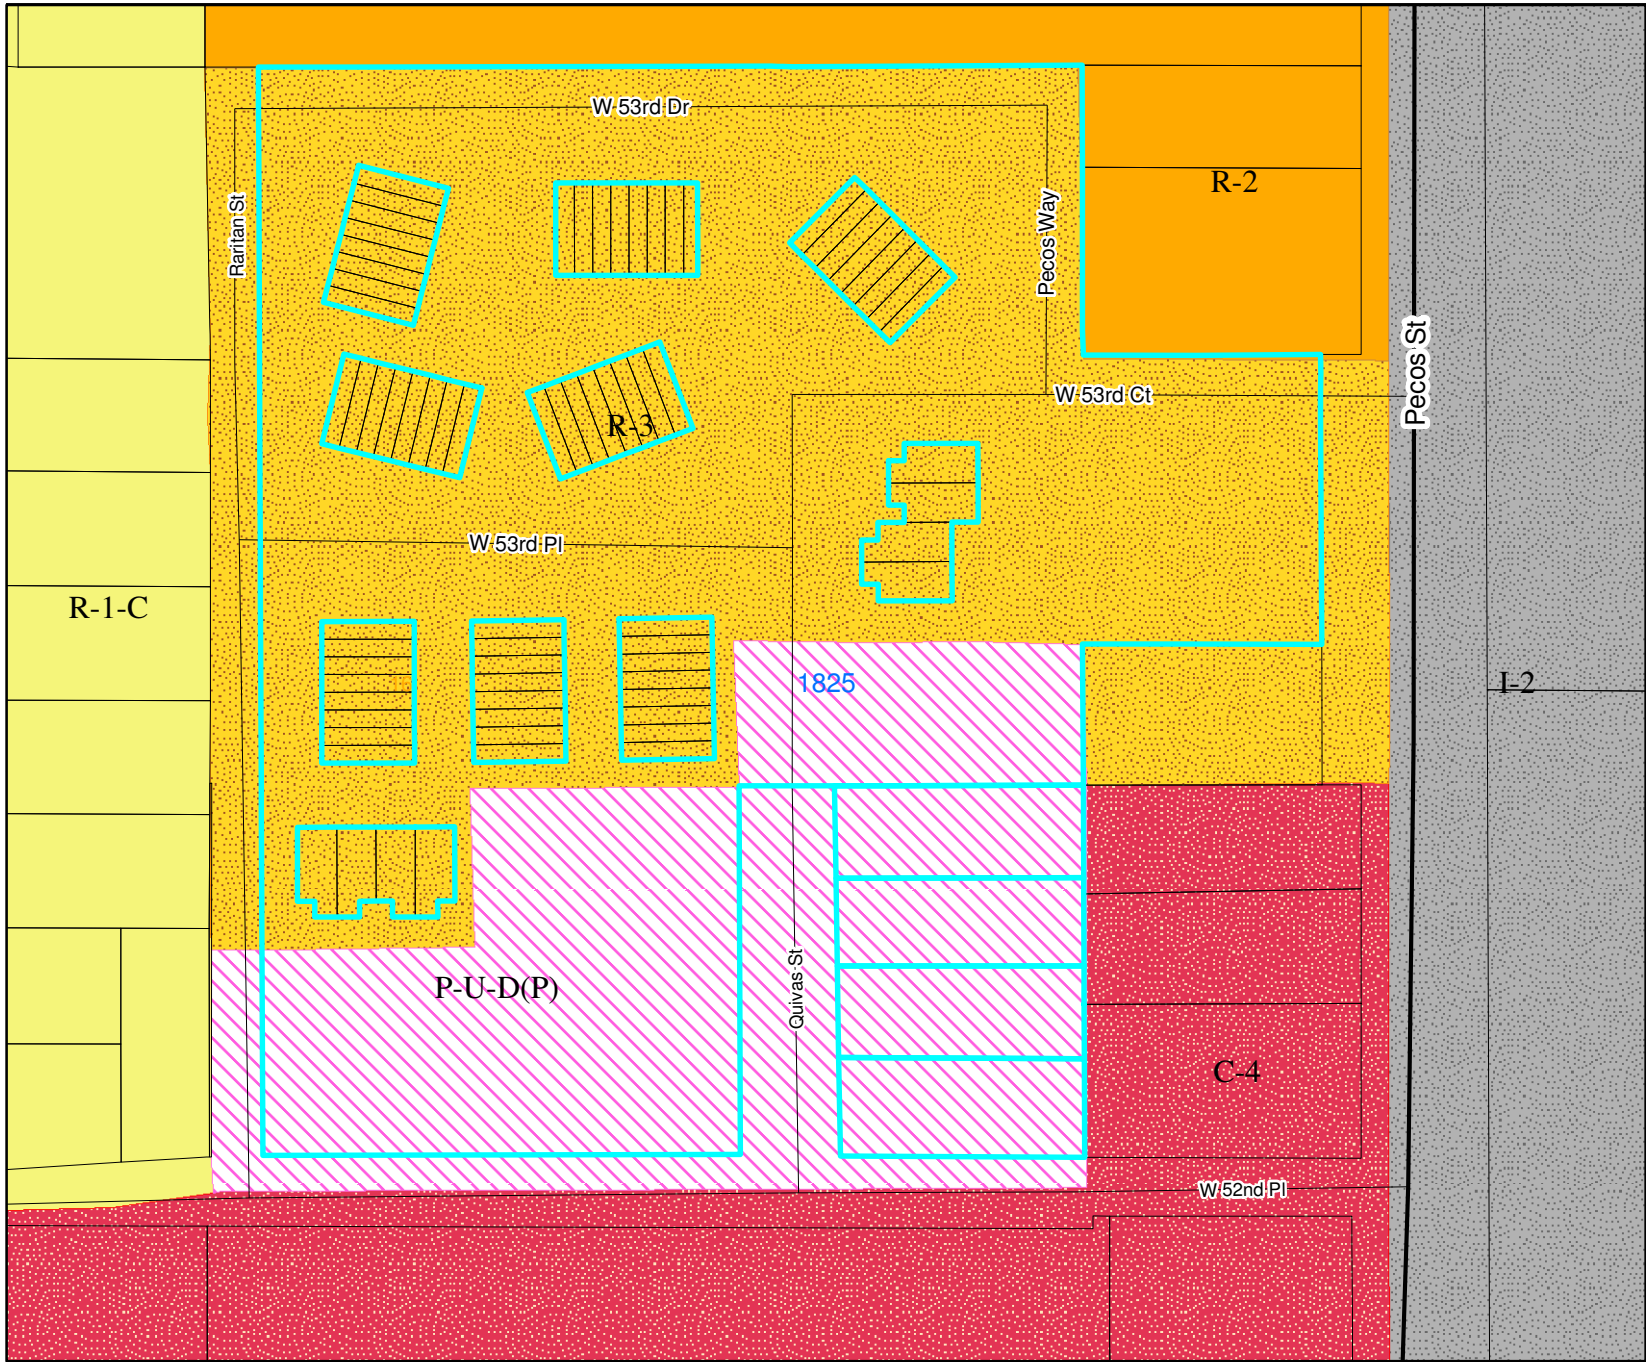 W 53rd Dr
R-2
Raritan St
Pecos Way
Pecos St
W 53rd Ct
R-3
W 53rd Pl
R-1-C
1825
I-2
P-U-D(P)
Quivas St
C-4
W 52nd Pl